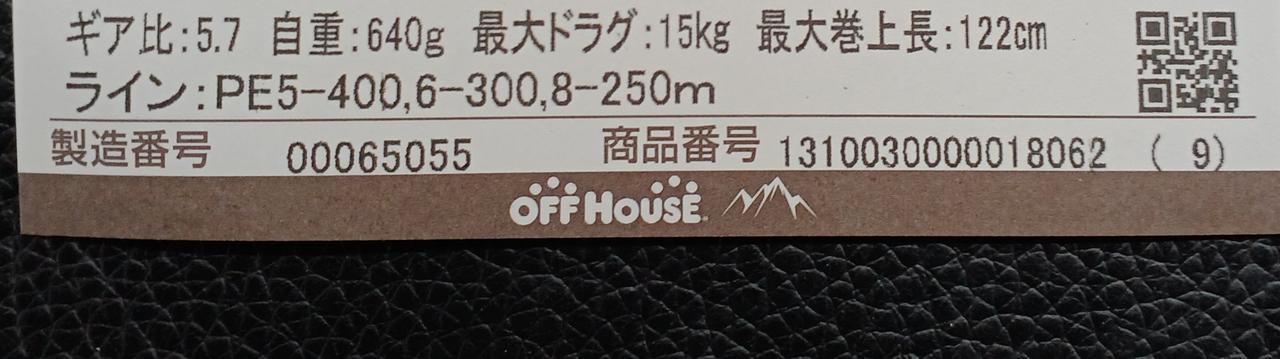 ギア比:5.7 自重:640g 最大ドラグ:15kg 最大巻上長:122cm
ライン:PE5-400,6-300,8-250m
製造番号 00065055 商品番号 1310030000018062 ( 9)
OFF HOUSE